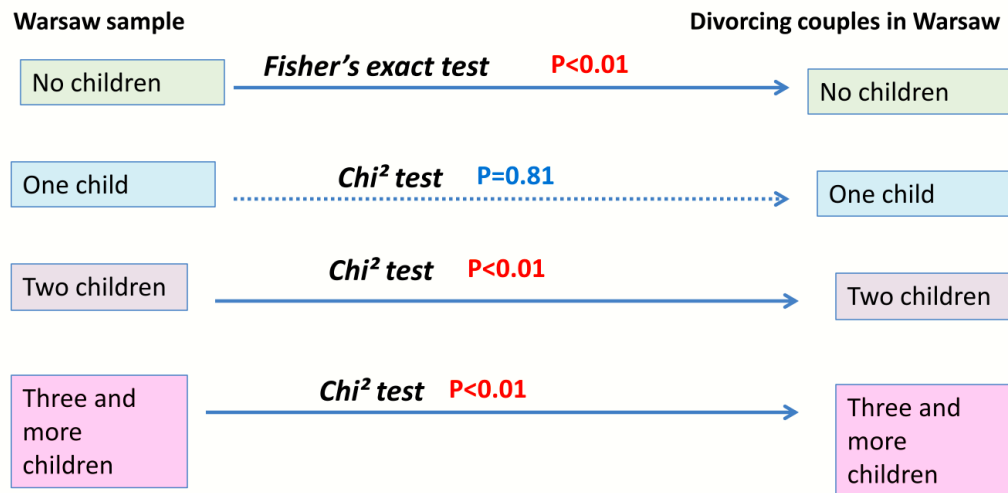 Warsaw sample
Divorcing couples in Warsaw
No children
Fisher's exact test P<0.01
No children
One child
Chi² test P=0.81
One child
Two children
Chi² test P<0.01
Two children
Three and
more
children
Chi² test P<0.01
Three and
more
children